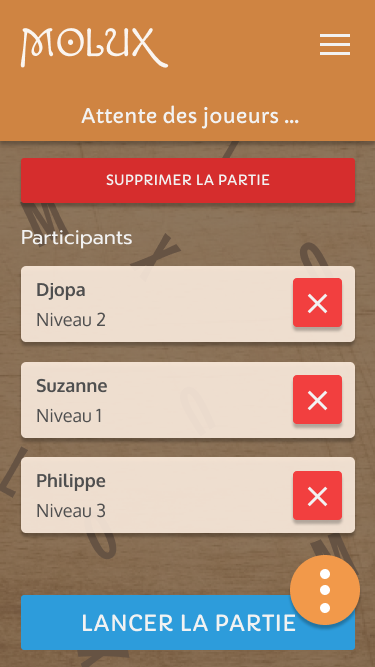 MOLUX
Attente des joueurs ...
SUPPRIMER LA PARTIE
Participants
Djopa
Niveau 2
Suzanne
Niveau 1
Philippe
Niveau 3
LANCER LA PARTIE